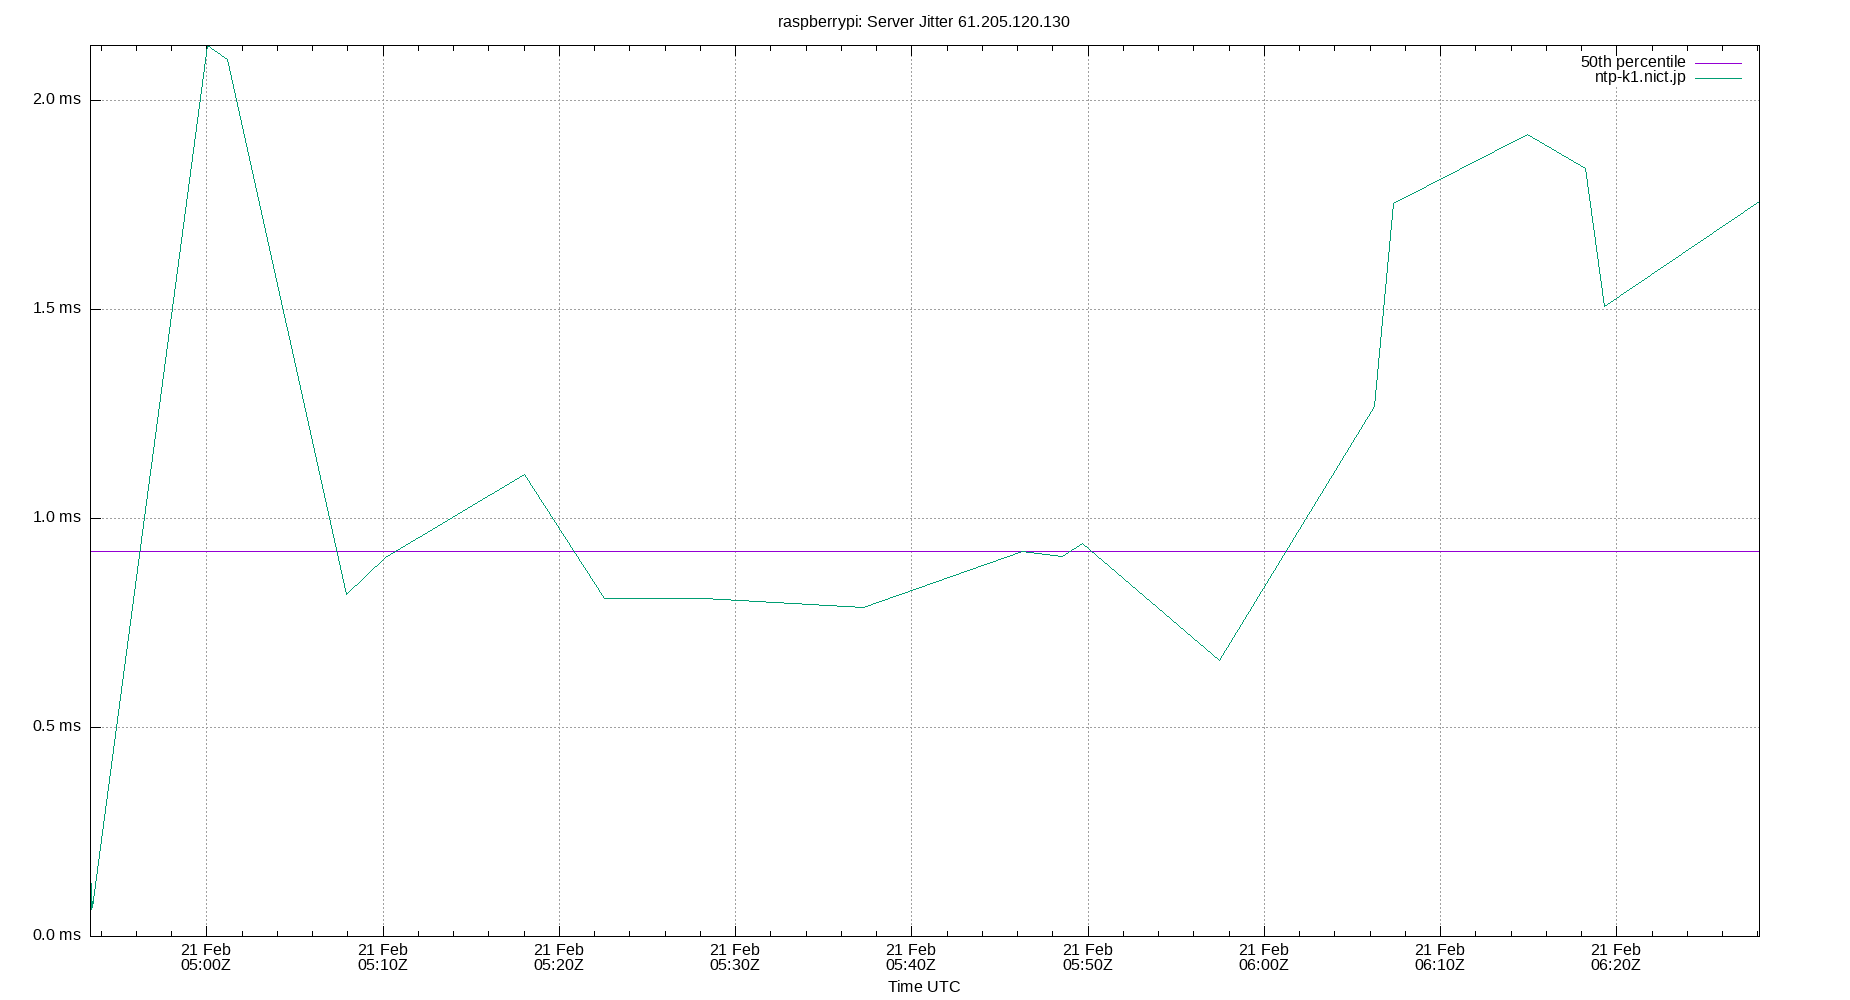 raspberrypi: Server Jitter 61.205.120.130
50th percentile
ntp-k1.nict.jp
2.0 ms
1.5 ms
1.0 ms
0.5 ms
0.0 ms
21 Feb 21 Feb 21 Feb 21 Feb 21 Feb 21 Feb 21 Feb 21 Feb 21 Feb
05:00Z 05:10Z 05:20Z 05:30Z 05:40Z 05:50Z 06:00Z 06:10Z 06:20Z
Time UTC